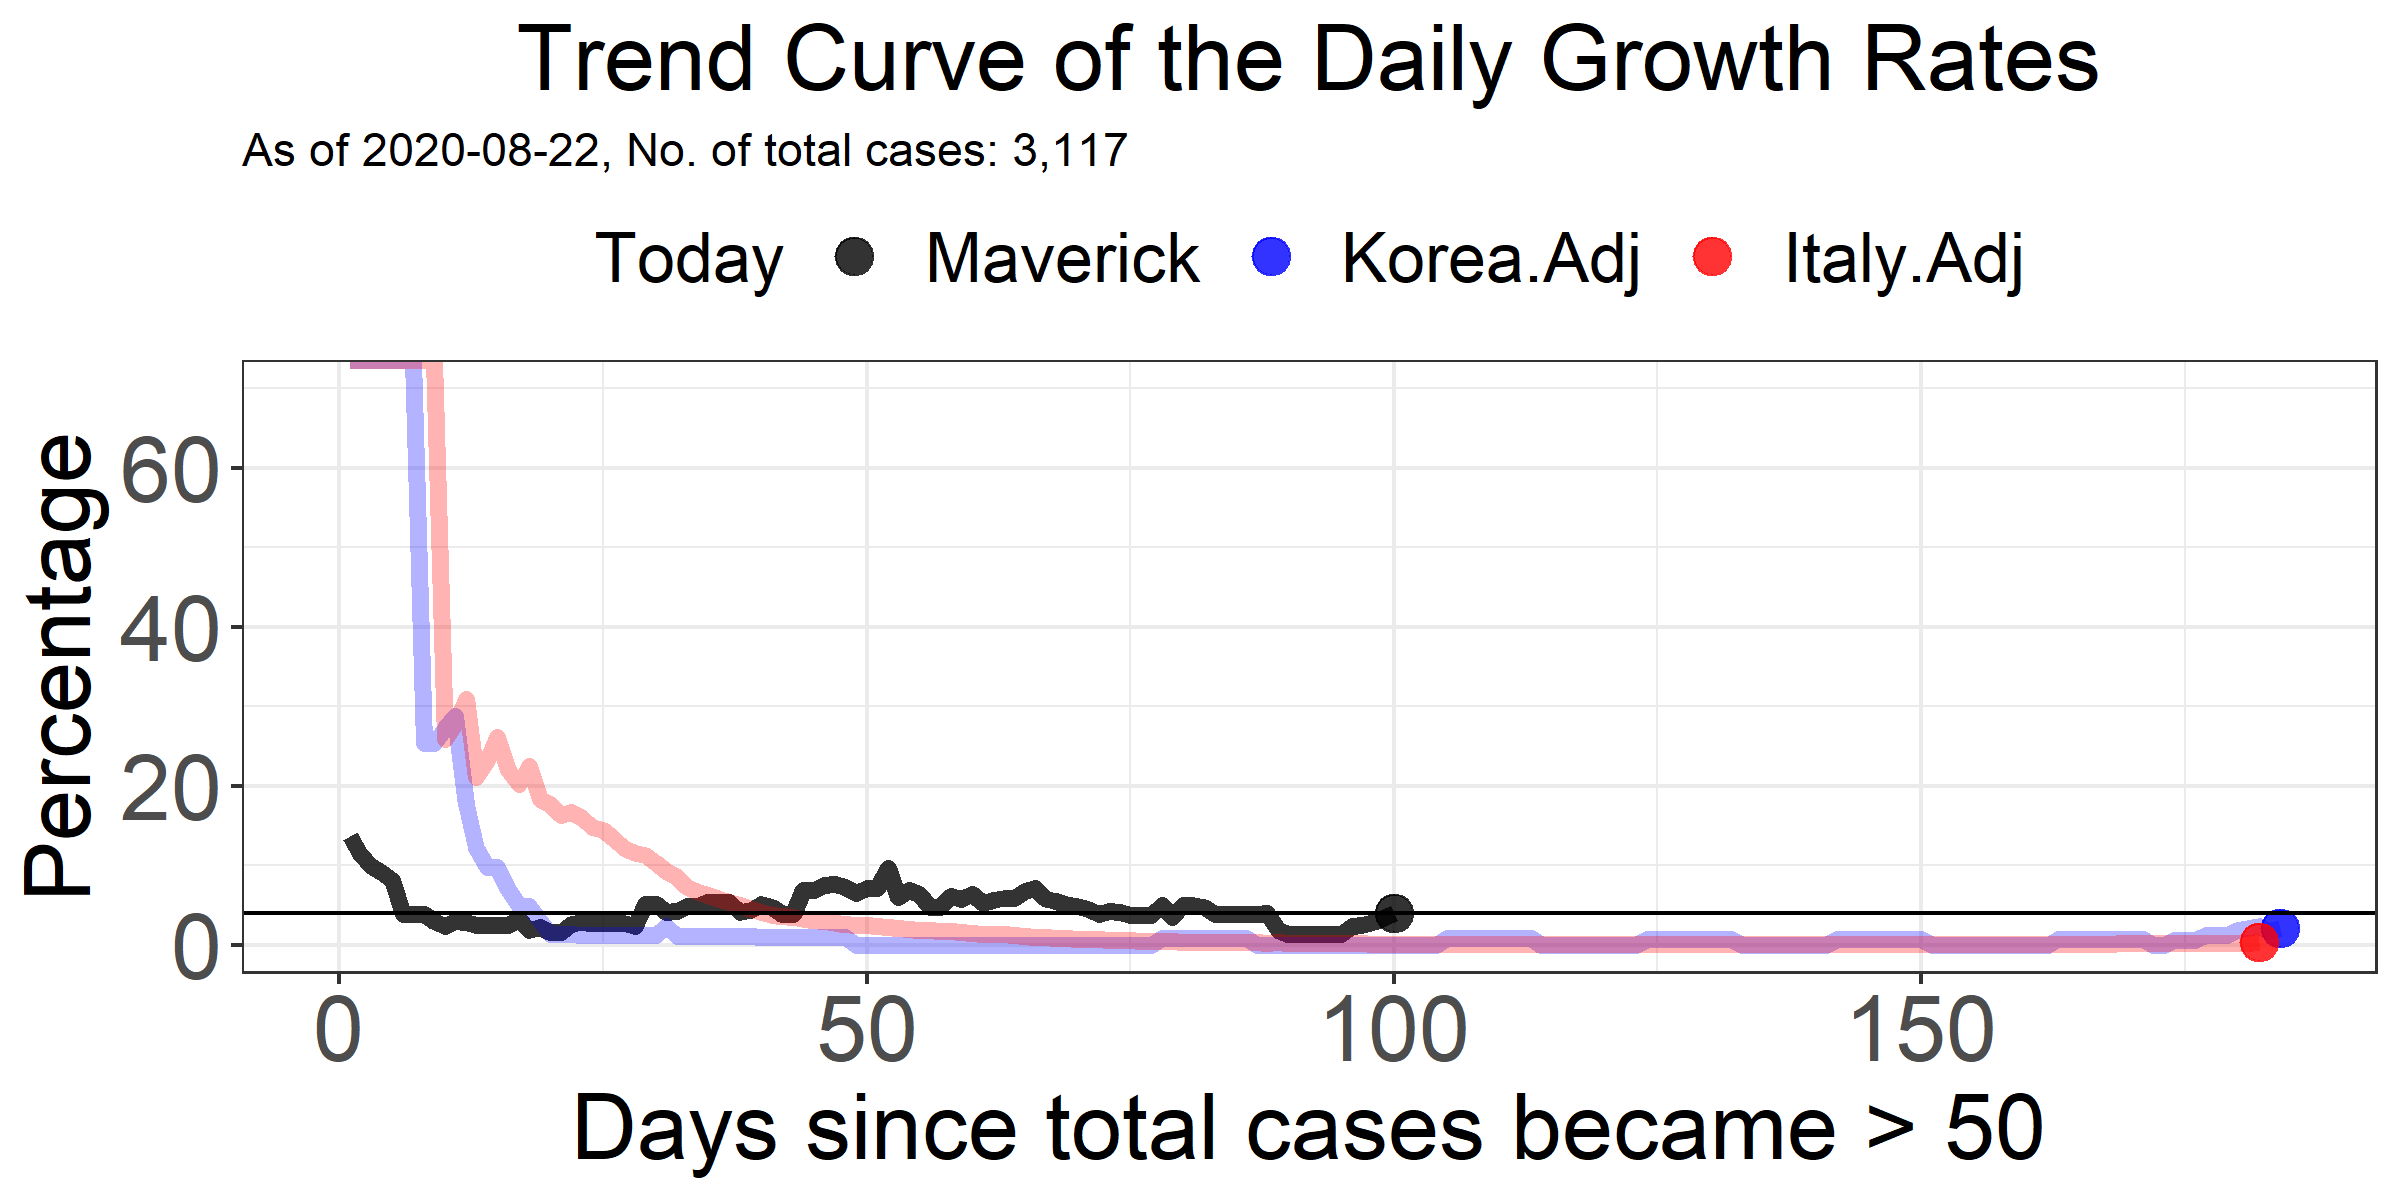 Trend Curve of the Daily Growth Rates
As of 2020-08-22, No. of total cases: 3,117
Today Maverick Korea.Adj Italy.Adj
Percentage
60
40
20
0
0 50 100 150
Days since total cases became > 50